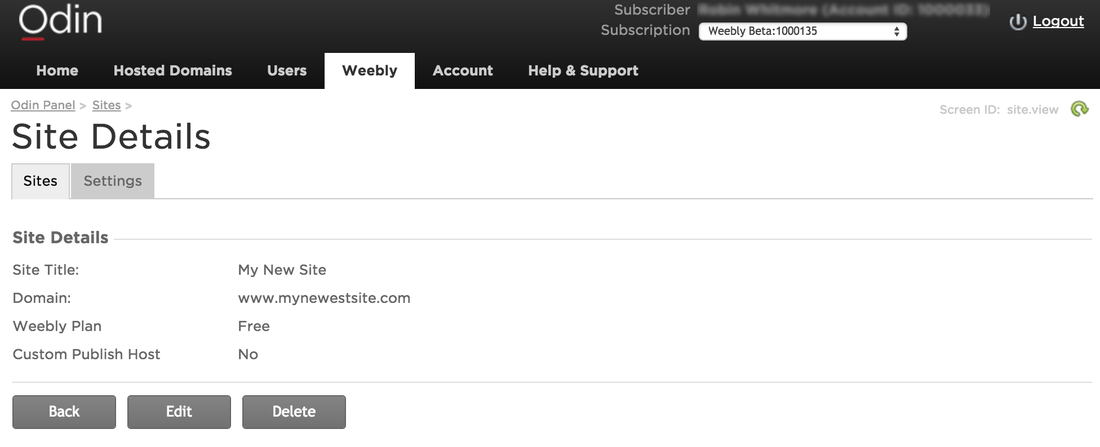 Odin
Subscriber
Subscription Weekly Beta:1000135
Logout
Home Hosted Domains Users Weebly Account Help & Support
Odin Panel > Sites >
Screen ID: site.view
Site Details
Sites Settings
Site Details
Site Title: My New Site
Domain: www.mynewestsite.com
Weebly Plan Free
Custom Publish Host No
Back Edit Delete